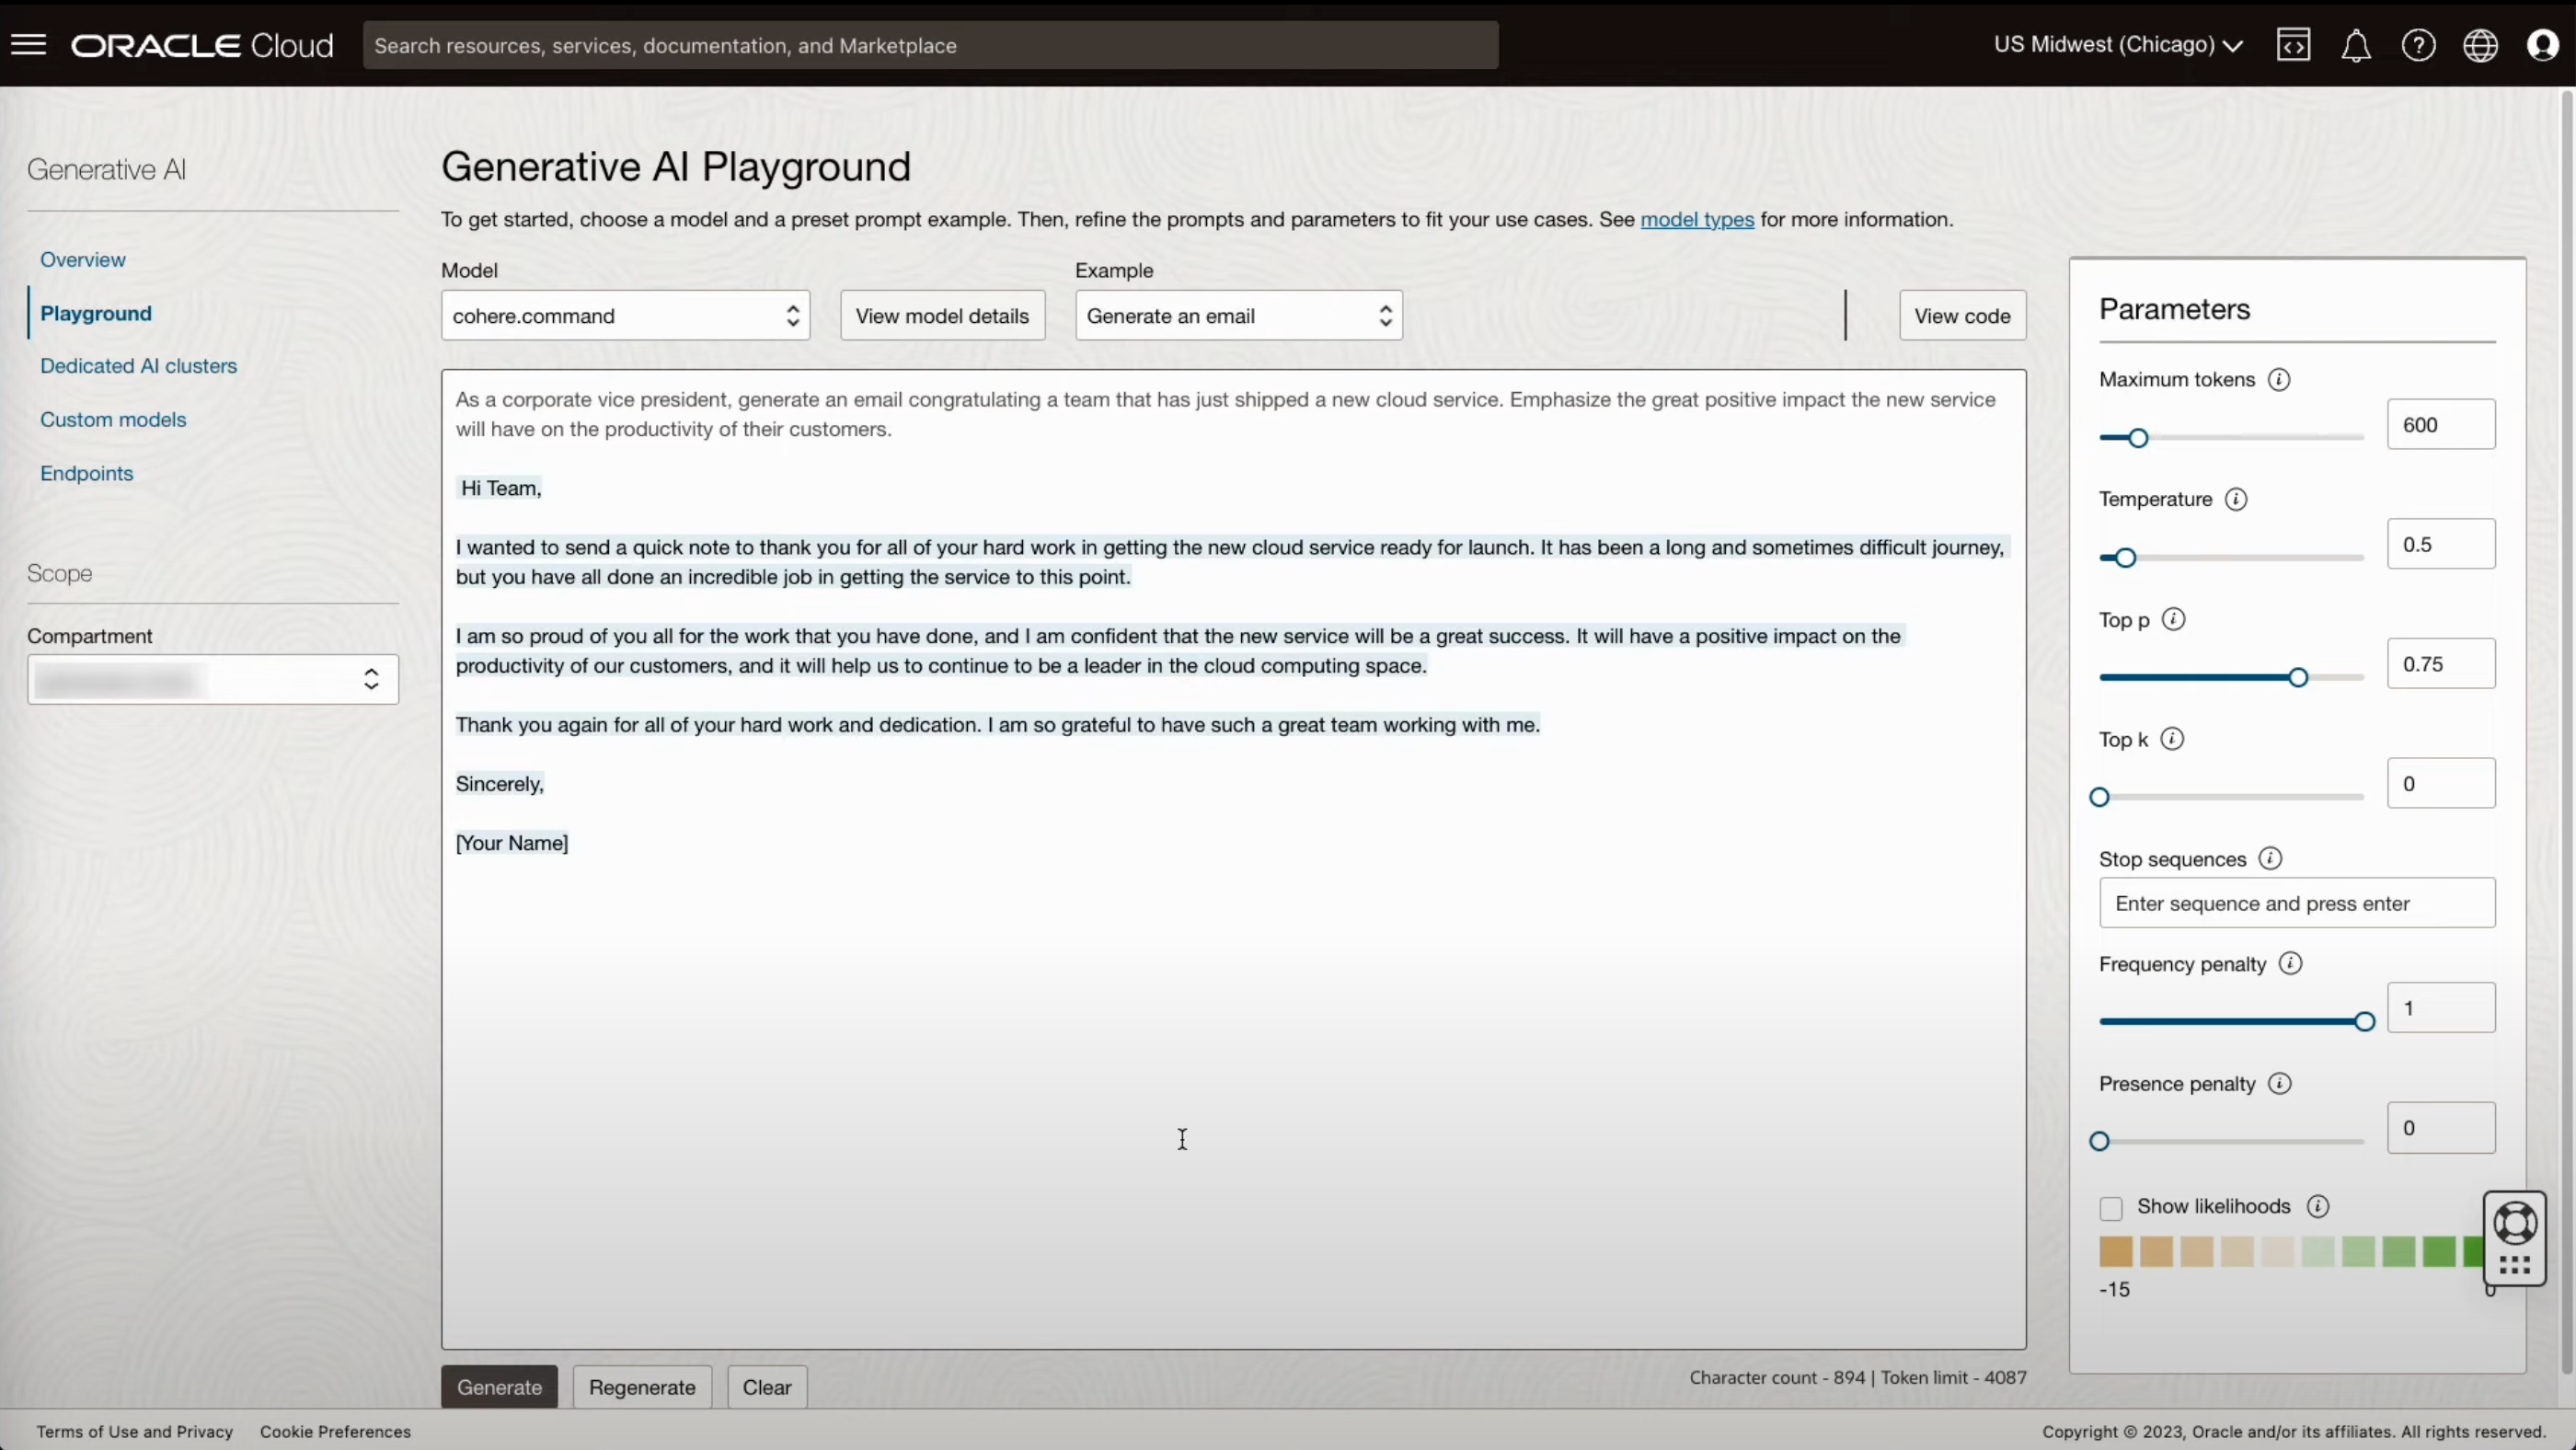 ORACLE Cloud
Search resources, services, documentation, and Marketplace
US Midwest (Chicago)
Generative AI
Overview
Playground
Dedicated AI clusters
Custom models
Endpoints
Scope
Compartment
Generative AI Playground
To get started, choose a model and a preset prompt example. Then, refine the prompts and parameters to fit your use cases. See model types for more information.
Model
Example
cohere.command
View model details
Generate an email
View code
As a corporate vice president, generate an email congratulating a team that has just shipped a new cloud service. Emphasize the great positive impact the new service
will have on the productivity of their customers.
Hi Team,
I wanted to send a quick note to thank you for all of your hard work in getting the new cloud service ready for launch. It has been a long and sometimes difficult journey,
but you have all done an incredible job in getting the service to this point.
I am so proud of you all for the work that you have done, and I am confident that the new service will be a great success. It will have a positive impact on the
productivity of our customers, and it will help us to continue to be a leader in the cloud computing space.
Thank you again for all of your hard work and dedication. I am so grateful to have such a great team working with me.
Sincerely,
[Your Name]
Generate
Regenerate
Clear
Character count - 894 | Token limit - 4087
Parameters
Maximum tokens
600
Temperature
0.5
Top p
0.75
Top k
0
Stop sequences
Enter sequence and press enter
Frequency penalty
1
Presence penalty
0
Show likelihoods
-15
0
Terms of Use and Privacy
Cookie Preferences
Copyright © 2023, Oracle and/or its affiliates. All rights reserved.